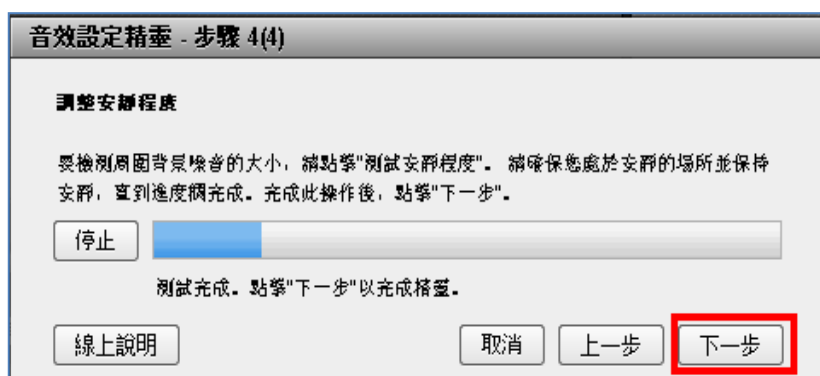 音效設定精靈 - 步驟 4(4)
調整安靜程度
要檢測周圍背景噪音的大小，請點擊"測試安靜程度"。 請確保您處於安靜的場所並保持
安靜，直到進度欄完成。完成此操作後，點擊"下一步"。
停止
測試完成。點擊"下一步"以完成精靈。
線上說明 取消 上一步 下一步